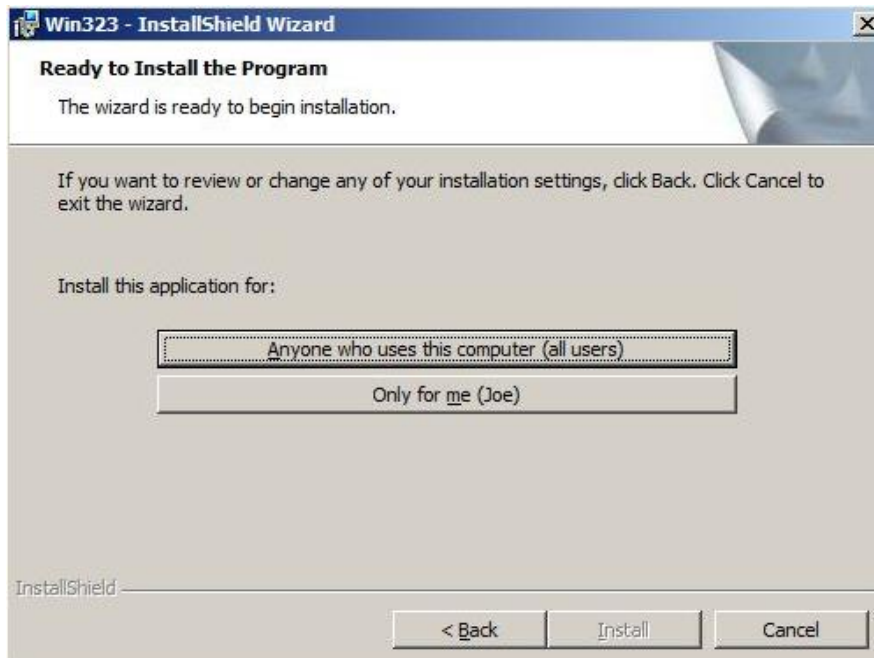 Win323 - InstallShield Wizard
Ready to Install the Program
The wizard is ready to begin installation.
If you want to review or change any of your installation settings, click Back. Click Cancel to
exit the wizard.
Install this application for:
Anyone who uses this computer (all users)
Only for me (Joe)
InstallShield
< Back
Install
Cancel